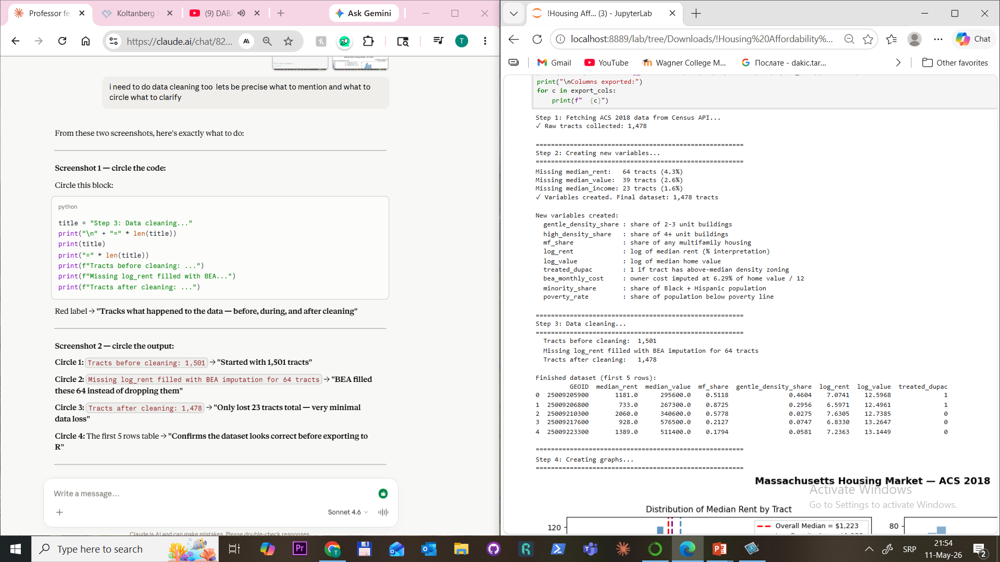 Professor fe
Koltanberg
(9) DAB
Ask Gemini
https://claude.ai/chat/82...
T
i need to do data cleaning too  lets be precise what to mention and what to
circle what to clarify
From these two screenshots, here's exactly what to do:
Screenshot 1 — circle the code:
Circle this block:
python
title = "Step 3: Data cleaning..."
print("\n" + "=" * len(title))
print(title)
print("=" * len(title))
print(f"Tracts before cleaning: ...")
print(f"Missing log_rent filled with BEA...")
print(f"Tracts after cleaning: ...")
Red label → "Tracks what happened to the data — before, during, and after cleaning"
Screenshot 2 — circle the output:
Circle 1: Tracts before cleaning: 1,501 → "Started with 1,501 tracts"
Circle 2: Missing log_rent filled with BEA imputation for 64 tracts → "BEA filled
these 64 instead of dropping them"
Circle 3: Tracts after cleaning: 1,478 → "Only lost 23 tracts total — very minimal
data loss"
Circle 4: The first 5 rows table → "Confirms the dataset looks correct before exporting to
R"
Write a message...
Sonnet 4.6
Claude is AI and can make mistakes. Please double-check responses.
!Housing Aff... (3) - JupyterLab
localhost:8889/lab/tree/Downloads/!Housing%20Affordability%...
Chat
Gmail
YouTube
Wagner College M...
Послате - dakic.tar...
Other favorites
print("\nColumns exported:")
for c in export_cols:
    print(f"  {c}")
Step 1: Fetching ACS 2018 data from Census API...
✓ Raw tracts collected: 1,478
=======================================================
Step 2: Creating new variables...
=======================================================
Missing median_rent:   64 tracts (4.3%)
Missing median_value:  39 tracts (2.6%)
Missing median_income: 23 tracts (1.6%)
✓ Variables created. Final dataset: 1,478 tracts
New variables created:
gentle_density_share : share of 2-3 unit buildings
high_density_share   : share of 4+ unit buildings
mf_share             : share of any multifamily housing
log_rent             : log of median rent (% interpretation)
log_value            : log of median home value
treated_dupac        : 1 if tract has above-median density zoning
bea_monthly_cost     : owner cost imputed at 6.29% of home value / 12
minority_share       : share of Black + Hispanic population
poverty_rate         : share of population below poverty line
=======================================================
Step 3: Data cleaning...
=======================================================
Tracts before cleaning:  1,501
Missing log_rent filled with BEA imputation for 64 tracts
Tracts after cleaning:   1,478
Finished dataset (first 5 rows):
GEOID  median_rent  median_value  mf_share  gentle_density_share  log_rent  log_value  treated_dupac
0  25009205900  1181.0  295600.0  0.5118  0.4604  7.0741  12.5968  1
1  25009206800  733.0  267300.0  0.8725  0.2956  6.5971  12.4961  1
2  25009210300  2060.0  340600.0  0.5778  0.0275  7.6305  12.7385  0
3  25009217600  928.0  576500.0  0.2127  0.0747  6.8330  13.2647  0
4  25009223300  1389.0  511400.0  0.1794  0.0581  7.2363  13.1449  0
=======================================================
Step 4: Creating graphs...
=======================================================
Massachusetts Housing Market — ACS 2018
Activate Windows
Go to Settings to activate Windows.
Distribution of Median Rent by Tract
120
Overall Median = $1,223
80
Type here to search
SRP
21:54
11-May-26
2